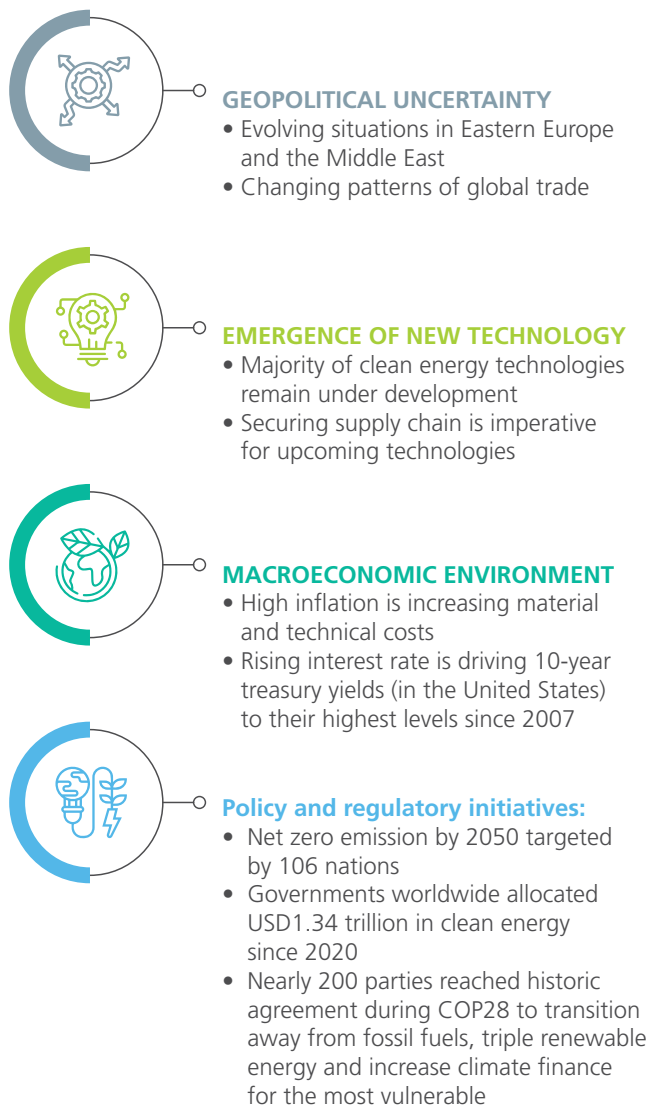 GEOPOLITICAL UNCERTAINTY
• Evolving situations in Eastern Europe
and the Middle East
• Changing patterns of global trade
EMERGENCE OF NEW TECHNOLOGY
• Majority of clean energy technologies
remain under development
• Securing supply chain is imperative
for upcoming technologies
MACROECONOMIC ENVIRONMENT
• High inflation is increasing material
and technical costs
• Rising interest rate is driving 10-year
treasury yields (in the United States)
to their highest levels since 2007
Policy and regulatory initiatives:
• Net zero emission by 2050 targeted
by 106 nations
• Governments worldwide allocated
USD1.34 trillion in clean energy
since 2020
• Nearly 200 parties reached historic
agreement during COP28 to transition
away from fossil fuels, triple renewable
energy and increase climate finance
for the most vulnerable